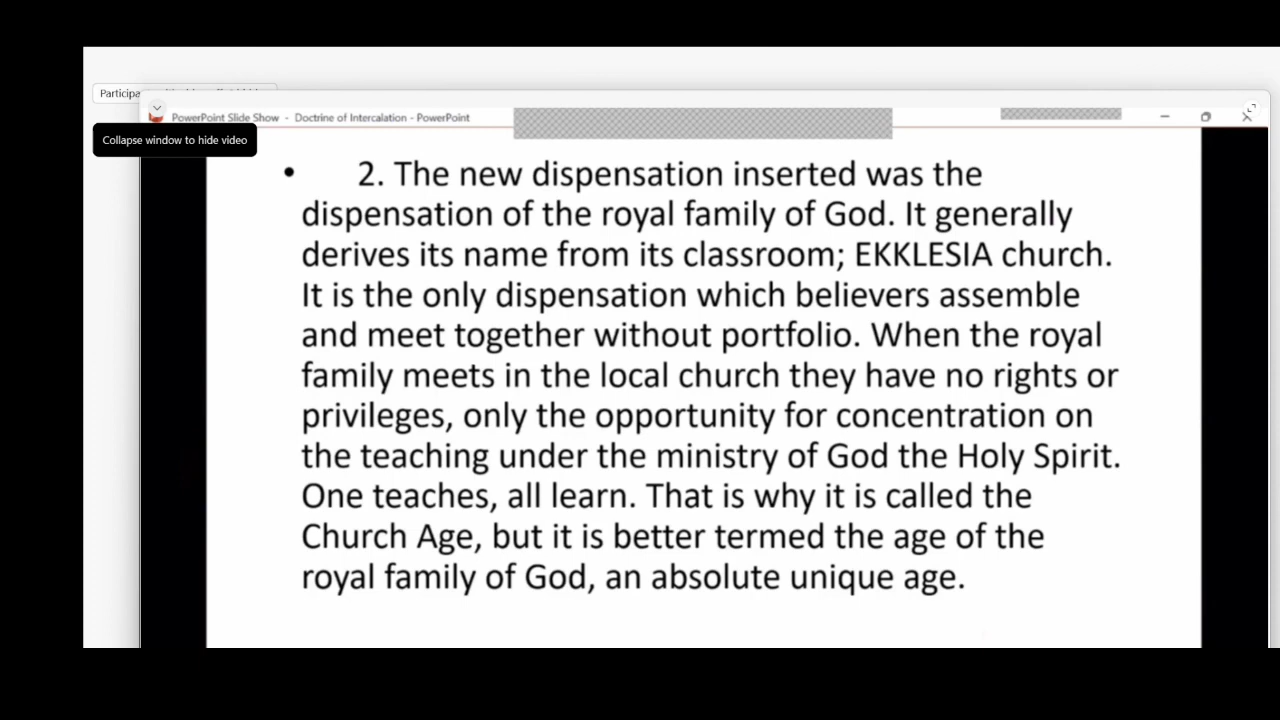 Participa
PowerPoint Slide Show - Doctrine of Intercalation - PowerPoint
Collapse window to hide video
• 2. The new dispensation inserted was the
dispensation of the royal family of God. It generally
derives its name from its classroom; EKKLESIA church.
It is the only dispensation which believers assemble
and meet together without portfolio. When the royal
family meets in the local church they have no rights or
privileges, only the opportunity for concentration on
the teaching under the ministry of God the Holy Spirit.
One teaches, all learn. That is why it is called the
Church Age, but it is better termed the age of the
royal family of God, an absolute unique age.